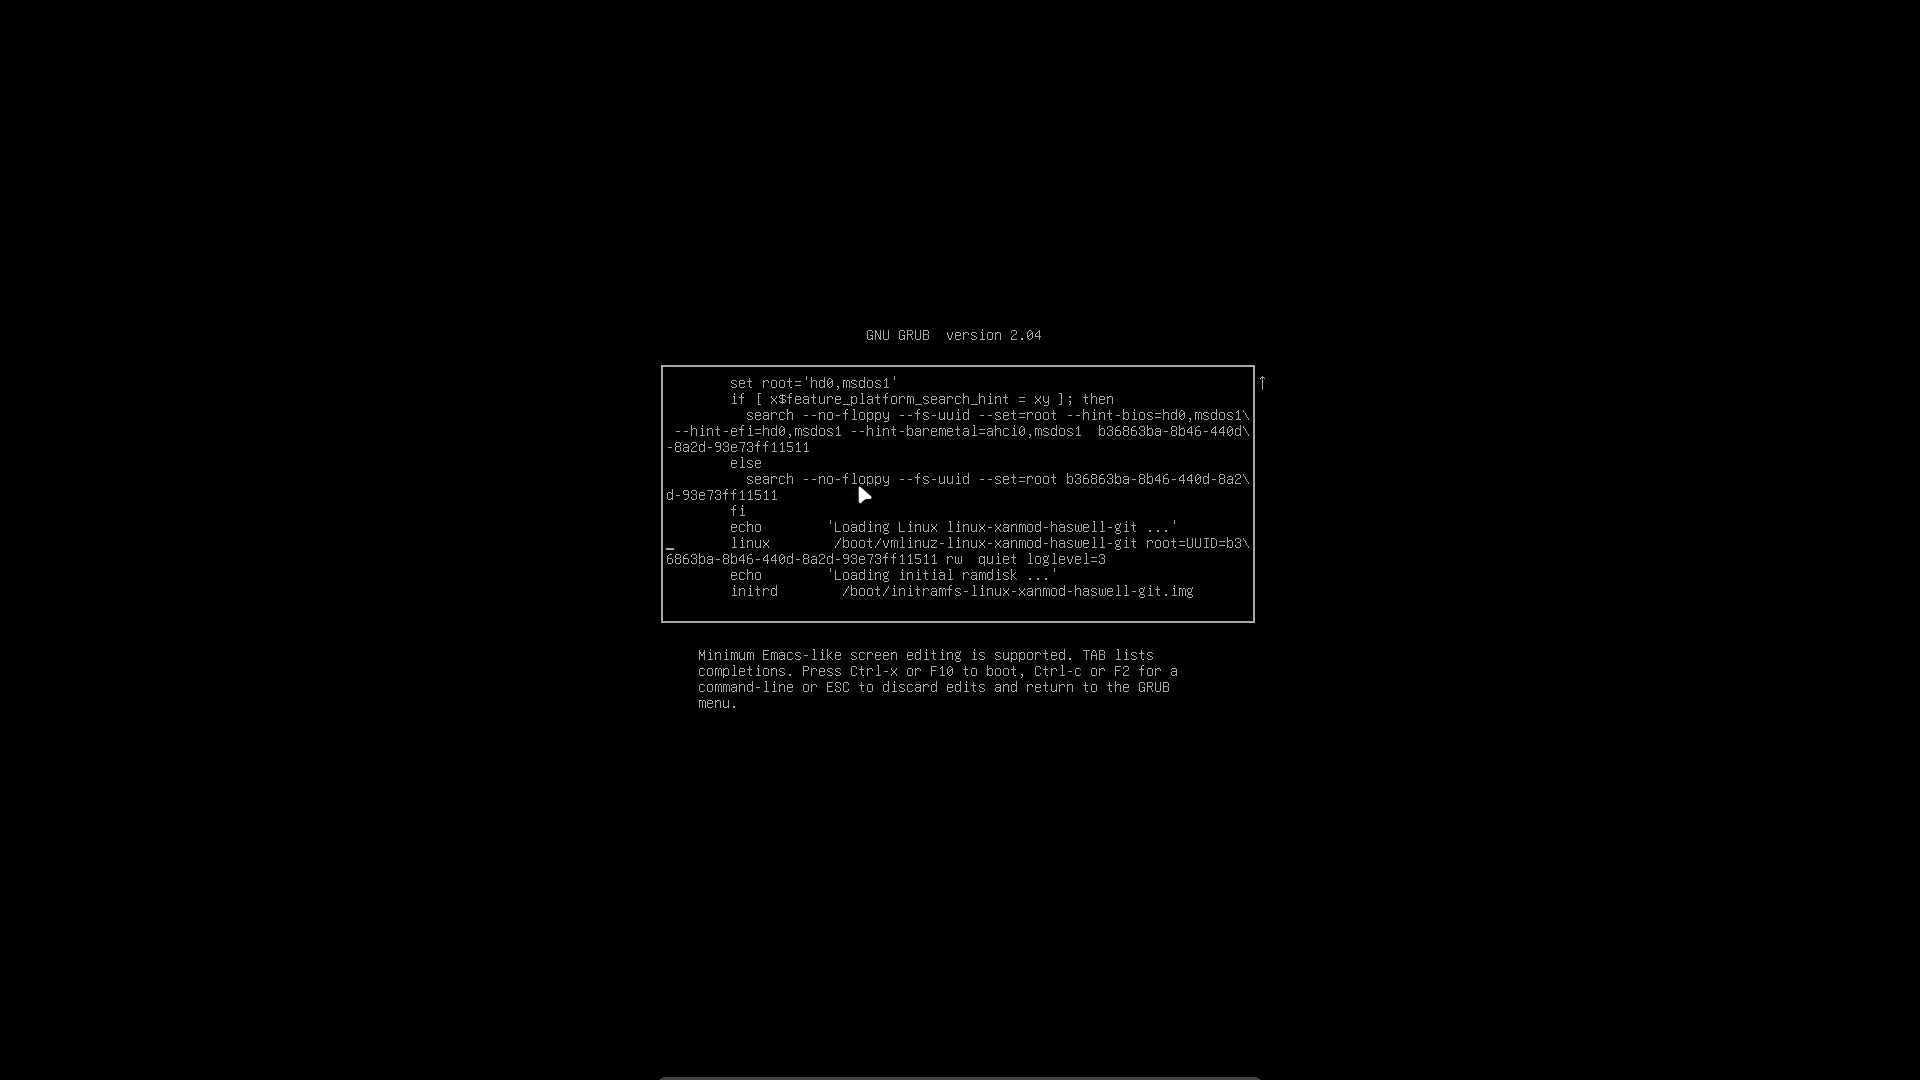 GNU GRUB  version 2.04
set root='hd0,msdos1'
if [ x$feature_platform_search_hint = xy ]; then
search --no-floppy --fs-uuid --set=root --hint-bios=hd0,msdos1\
--hint-efi=hd0,msdos1 --hint-baremetal=ahci0,msdos1  b36863ba-8b46-440d\
-8a2d-93e73ff11511
else
search --no-floppy --fs-uuid --set=root b36863ba-8b46-440d-8a2\
d-93e73ff11511
fi
echo        'Loading Linux linux-xanmod-haswell-git ...'
linux        /boot/vmlinuz-linux-xanmod-haswell-git root=UUID=b3\
6863ba-8b46-440d-8a2d-93e73ff11511 rw  quiet loglevel=3
echo        'Loading initial ramdisk ...'
initrd        /boot/initramfs-linux-xanmod-haswell-git.img
Minimum Emacs-like screen editing is supported. TAB lists
completions. Press Ctrl-x or F10 to boot, Ctrl-c or F2 for a
command-line or ESC to discard edits and return to the GRUB
menu.